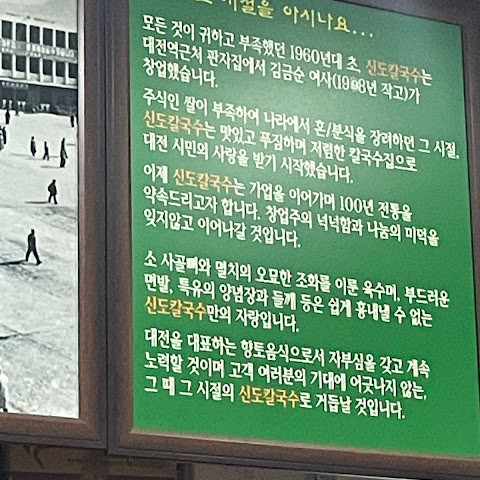 시절을 아시나요...
모든 것이 귀하고 부족했던 1960년대 초, 신도칼국수는
대전역근처 판자집에서 김금순 여사(1998년 작고)가
창업했습니다.
주식인 쌀이 부족하여 나라에서 혼/분식을 장려하던 그 시절,
신도칼국수는 맛있고 푸짐하며 저렴한 칼국수집으로
대전 시민의 사랑을 받기 시작했습니다.
이제 신도칼국수는 가업을 이어가며 100년 전통을
약속드리고자 합니다. 창업주의 넉넉함과 나눔의 미덕을
잊지않고 이어나갈 것입니다.
소 사골뼈와 멸치의 오묘한 조화를 이룬 육수며, 부드러운
면발, 특유의 양념장과 들깨 등은 쉽게 흉내낼 수 없는
신도칼국수만의 자랑입니다.
대전을 대표하는 향토음식으로서 자부심을 갖고 계속
노력할 것이며 고객 여러분의 기대에 어긋나지 않는,
그 때 그 시절의 신도칼국수로 거듭날 것입니다.